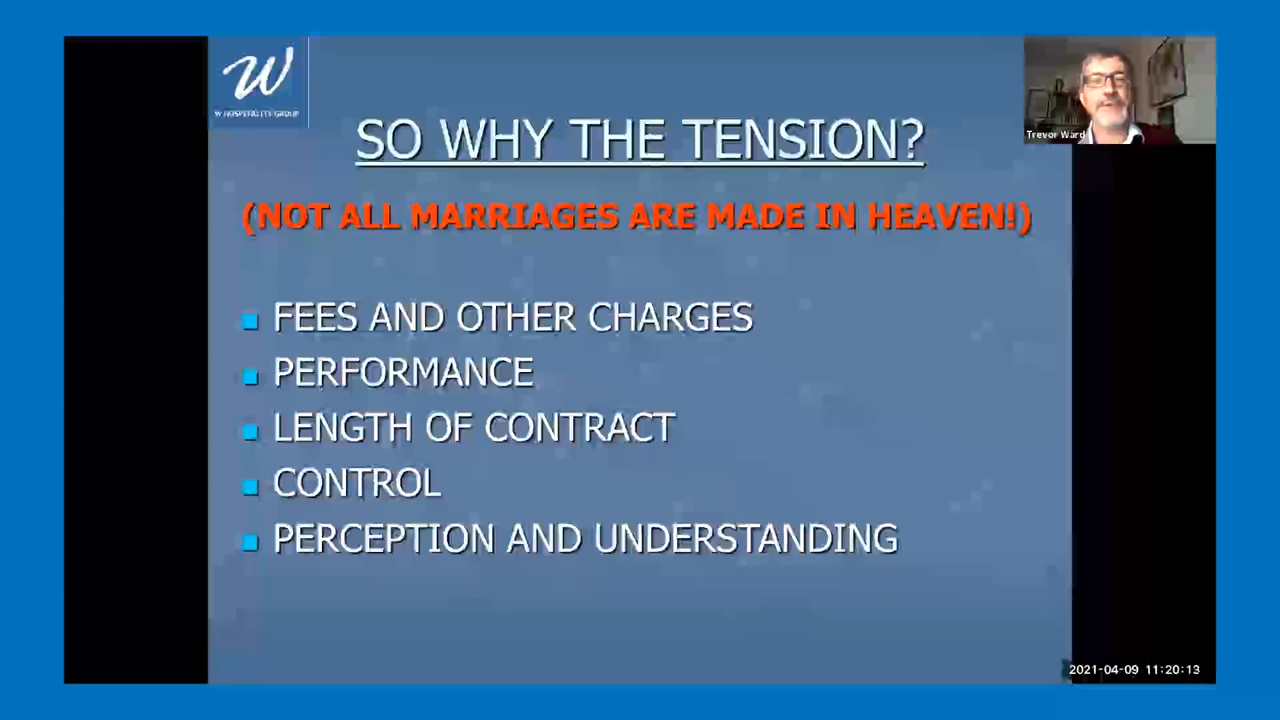 W
W HOSPITALITY GROUP
Trevor Ward
SO WHY THE TENSION?
(NOT ALL MARRIAGES ARE MADE IN HEAVEN!)
FEES AND OTHER CHARGES
PERFORMANCE
LENGTH OF CONTRACT
CONTROL
PERCEPTION AND UNDERSTANDING
2021-04-09 11:20:13